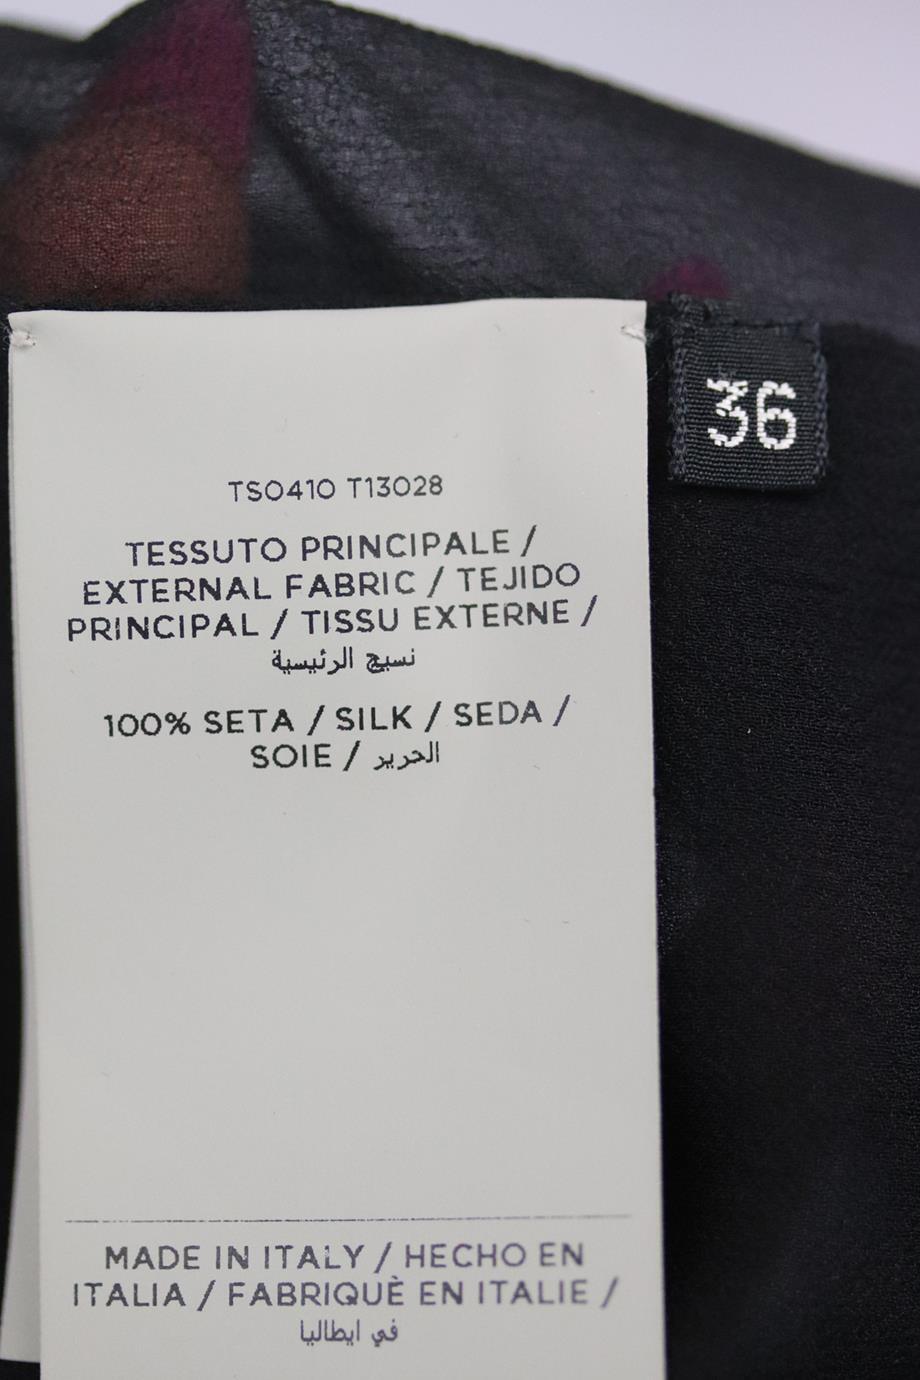 TS0410 T13028
TESSUTO PRINCIPALE /
EXTERNAL FABRIC / TEJIDO
PRINCIPAL / TISSU EXTERNE /
نسيج الرئيسية
100% SETA / SILK / SEDA /
SOIE / الحرير
MADE IN ITALY / HECHO EN
ITALIA / FABRIQUÈ EN ITALIE /
في ايطاليا
36